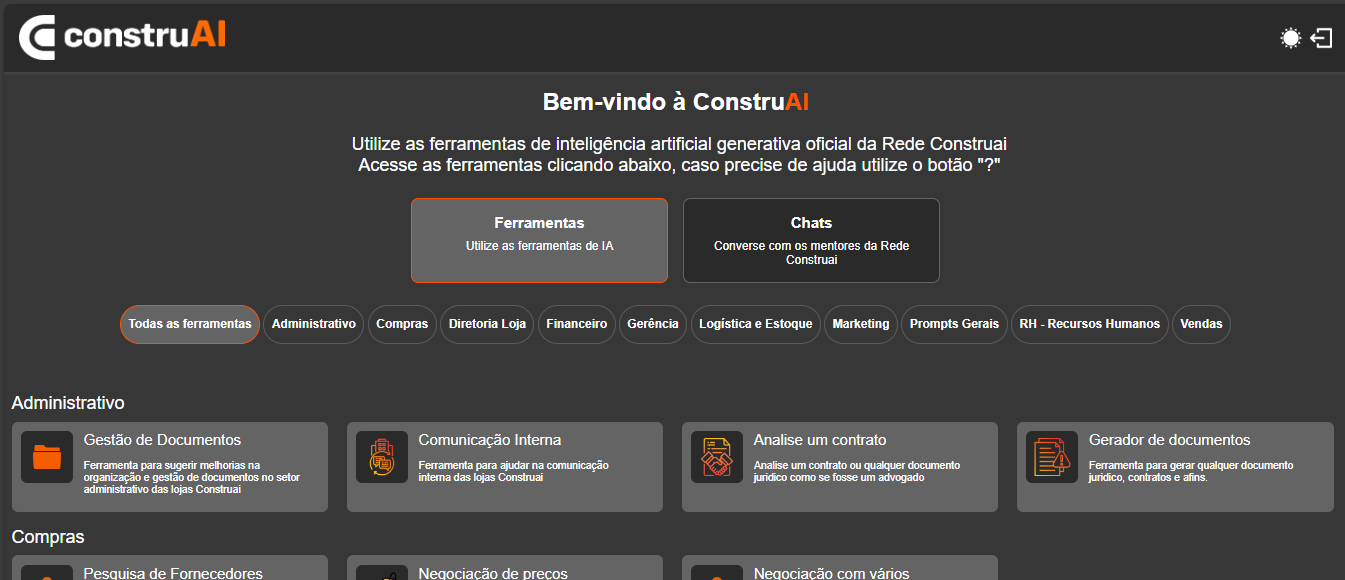 construAI
Bem-vindo à ConstruAI
Utilize as ferramentas de inteligência artificial generativa oficial da Rede Construai
Acesse as ferramentas clicando abaixo, caso precise de ajuda utilize o botão "?"
Ferramentas
Utilize as ferramentas de IA
Chats
Converse com os mentores da Rede
Construai
Todas as ferramentas
Administrativo
Compras
Diretoria Loja
Financeiro
Gerência
Logística e Estoque
Marketing
Prompts Gerais
RH - Recursos Humanos
Vendas
Administrativo
Gestão de Documentos
Ferramenta para sugerir melhorias na
organização e gestão de documentos no setor
administrativo das lojas Construai
Comunicação Interna
Ferramenta para ajudar na comunicação
interna das lojas Construai
Analise um contrato
Analise um contrato ou qualquer documento
jurídico como se fosse um advogado
Gerador de documentos
Ferramenta para gerar qualquer documento
jurídico, contratos e afins.
Compras
Pesquisa de Fornecedores
Negociação de preços
Negociação com vários